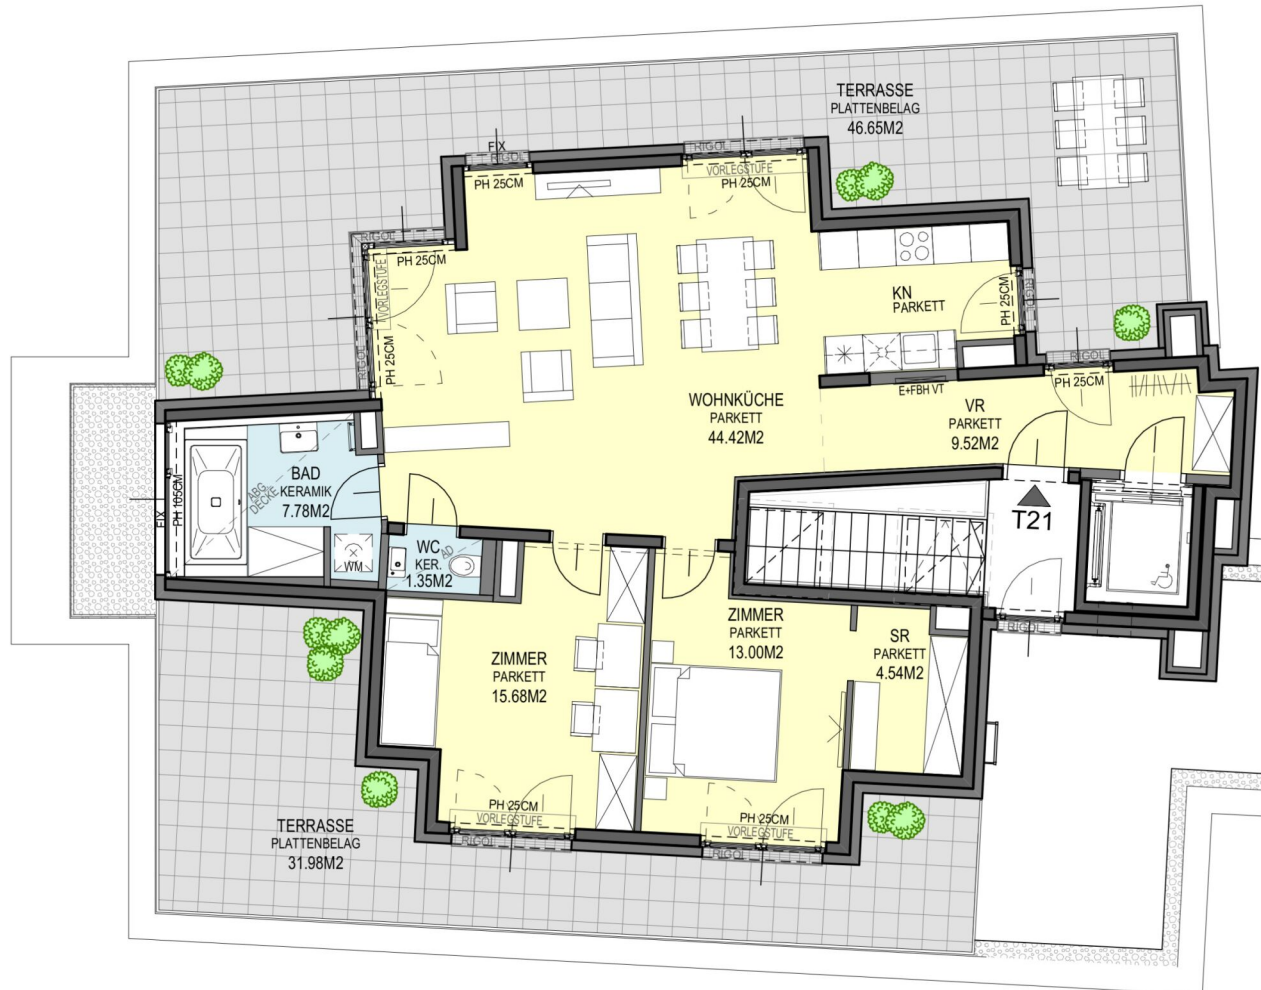 TERRASSE
PLATTENBELAG
46.65M2
FIX
RIGOL
PH 25CM
RIGOL
VORLEGSTUFE
PH 25CM
RIGOL
PH 25CM
VORLEGSTUFE
RIGOL
PH 25CM
KN
PARKETT
PH 25CM
RIGOL
RIGOL
PH 25CM
E+FBH VT
WOHNKÜCHE
PARKETT
44.42M2
VR
PARKETT
9.52M2
BAD
KERAMIK
7.78M2
ABG
DECKE
FIX
PH 105CM
WM
WC
KER.
1.35M2
AD
T21
RIGOL
ZIMMER
PARKETT
15.68M2
ZIMMER
PARKETT
13.00M2
SR
PARKETT
4.54M2
PH 25CM
VORLEGSTUFE
RIGOL
PH 25CM
VORLEGSTUFE
RIGOL
TERRASSE
PLATTENBELAG
31.98M2